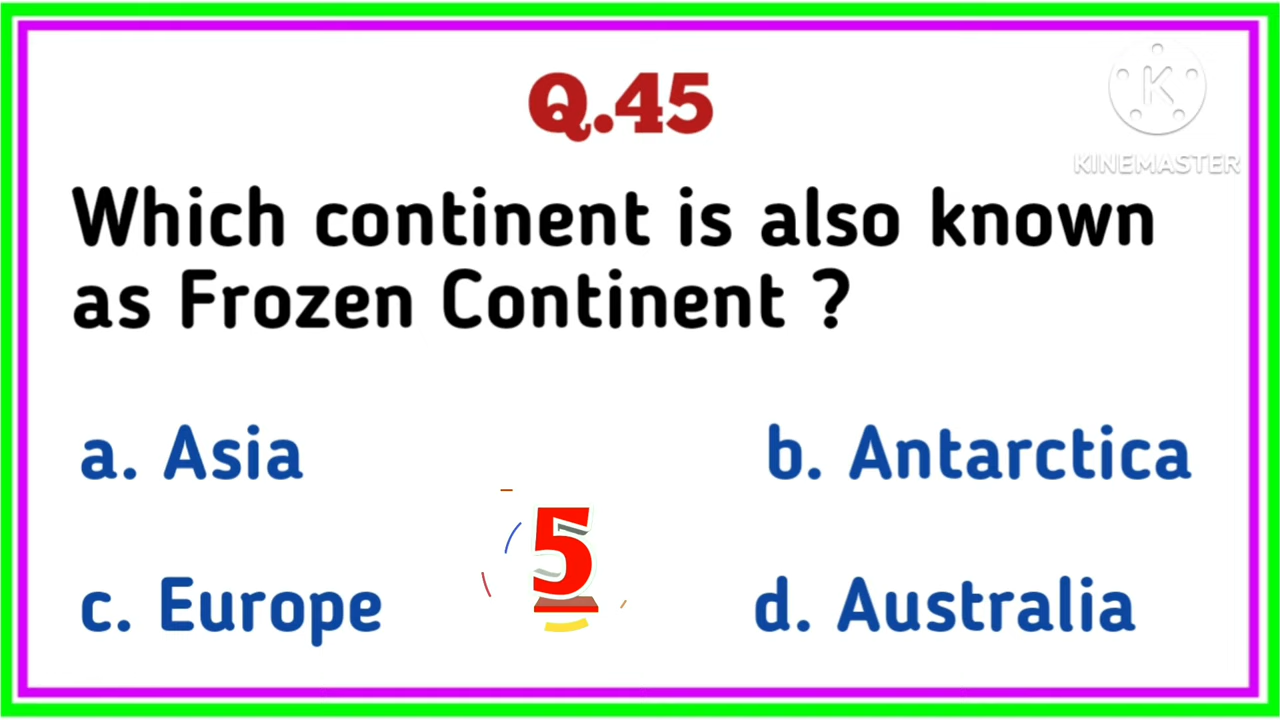 Q.45
K
KINEMASTER
Which continent is also known
as Frozen Continent ?
a. Asia
b. Antarctica
5
c. Europe
d. Australia